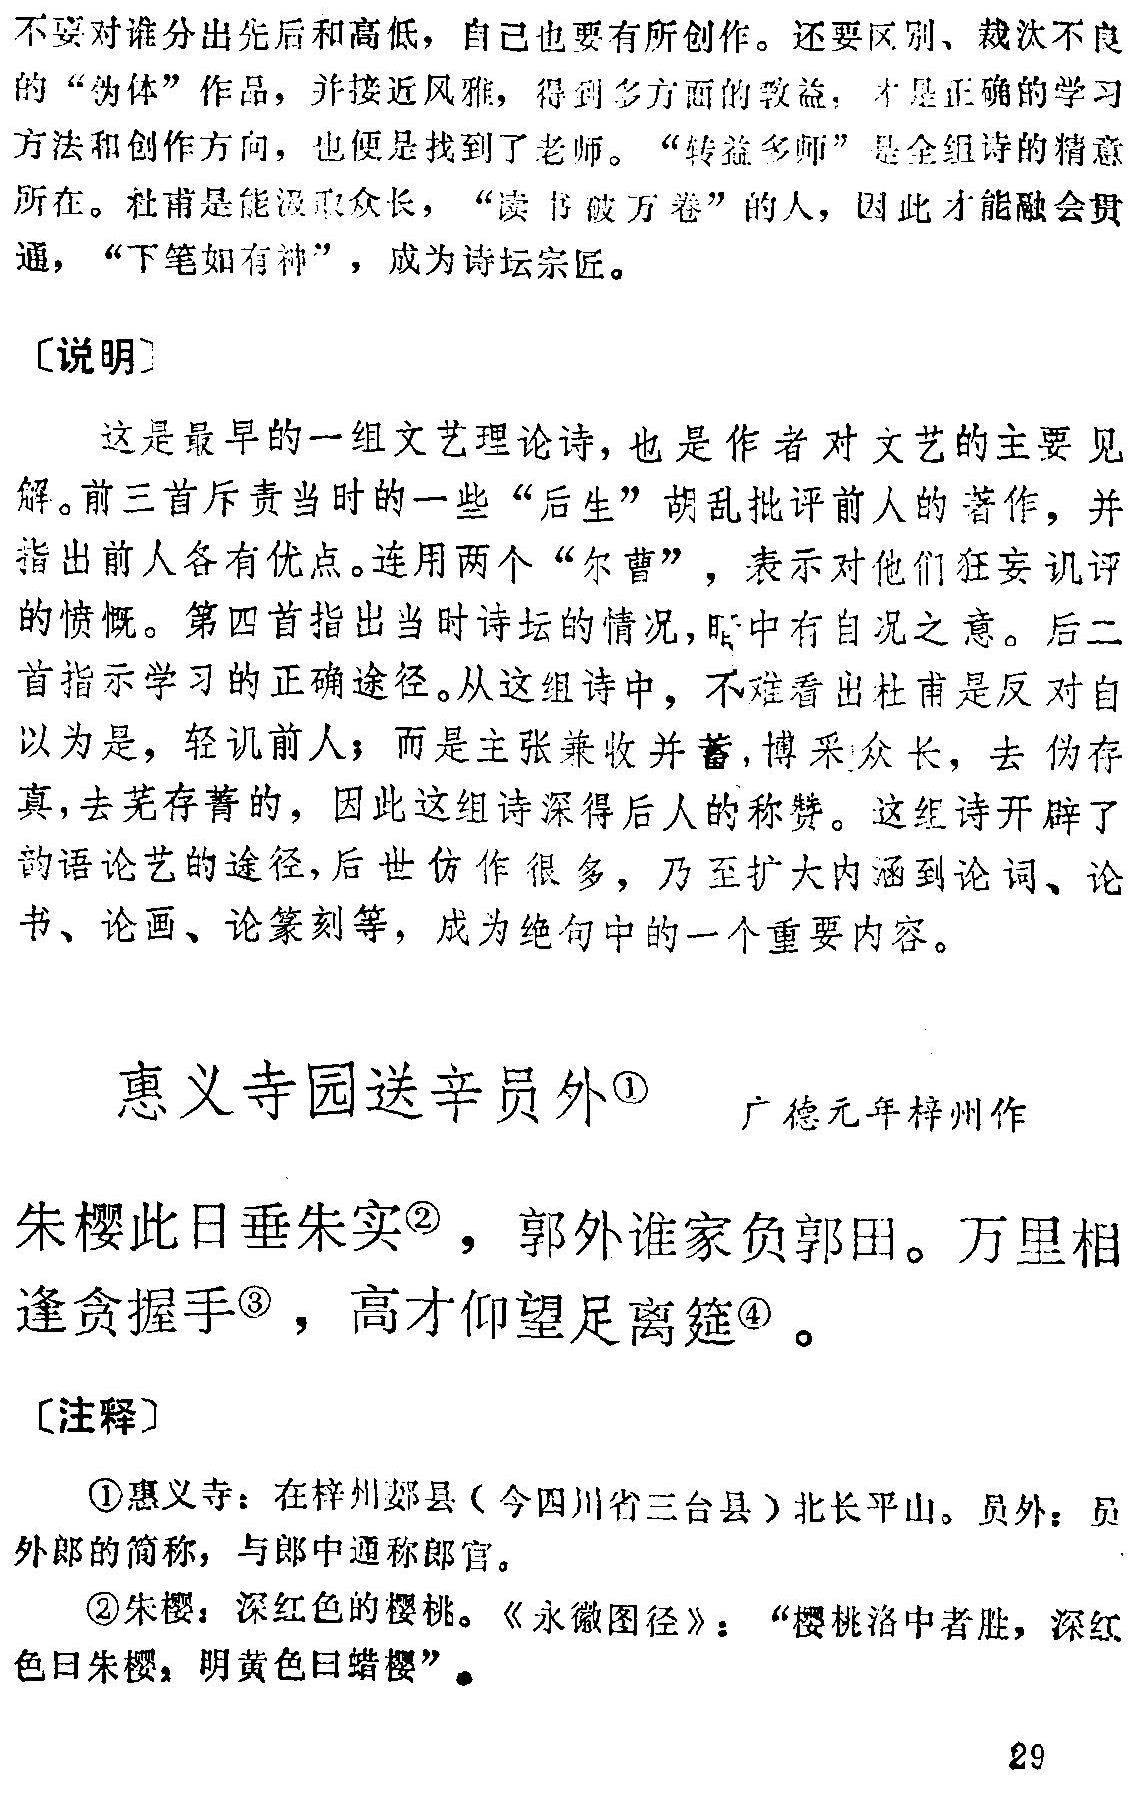 不要对谁分出先后和高低，自己也要有所创作。还要区别、裁汰不良
的“伪体”作品，并接近风雅，得到多方面的教益，才是正确的学习
方法和创作方向，也便是找到了老师。“转益多师”是全组诗的精意
所在。杜甫是能汲取众长，“读书破万卷”的人，因此才能融会贯
通，“下笔如有神”，成为诗坛宗匠。
〔说明〕
这是最早的一组文艺理论诗，也是作者对文艺的主要见
解。前三首斥责当时的一些“后生”胡乱批评前人的著作，并
指出前人各有优点。连用两个“尔曹”，表示对他们狂妄讥评
的愤慨。第四首指出当时诗坛的情况，暗中有自况之意。后二
首指示学习的正确途径。从这组诗中，不难看出杜甫是反对自
以为是，轻讥前人；而是主张兼收并蓄，博采众长，去伪存
真，去芜存菁的，因此这组诗深得后人的称赞。这组诗开辟了
韵语论艺的途径，后世仿作很多，乃至扩大内涵到论词、论
书、论画、论篆刻等，成为绝句中的一个重要内容。
惠义寺园送辛员外① 广德元年梓州作
朱樱此日垂朱实②，郭外谁家负郭田。万里相
逢贪握手③，高才仰望足离筵④。
〔注释〕
①惠义寺：在梓州郪县（今四川省三台县）北长平山。员外：员
外郎的简称，与郎中通称郎官。
②朱樱：深红色的樱桃。《永徽图径》：“樱桃洛中者胜，深红
色曰朱樱，明黄色曰蜡樱”。
29